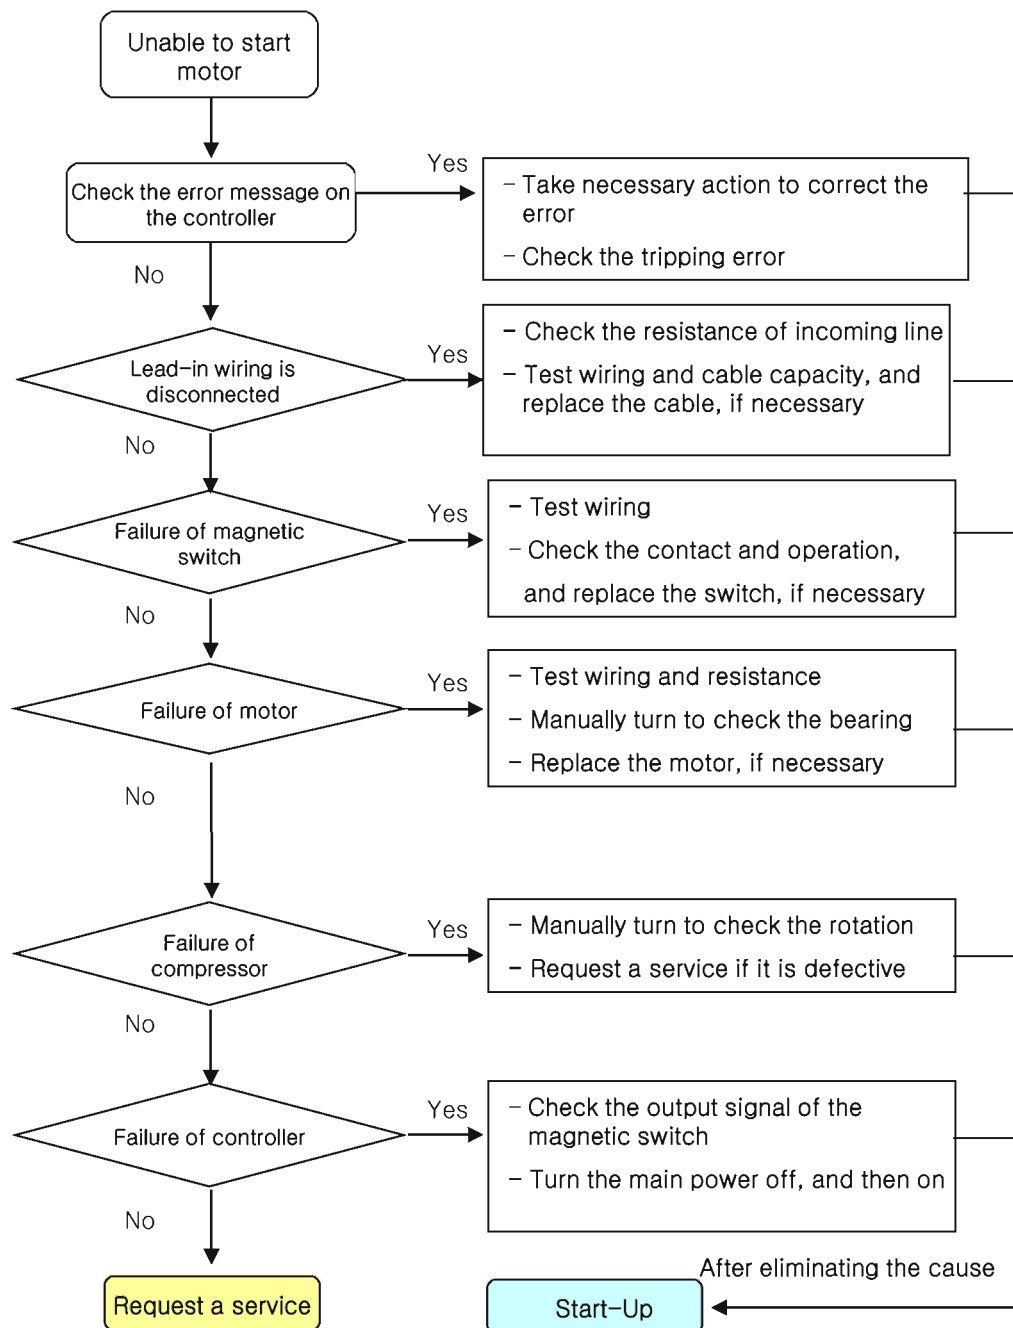 Unable to start
motor
Check the error message on
the controller
Yes
- Take necessary action to correct the
error
- Check the tripping error
No
Lead-in wiring is
disconnected
Yes
- Check the resistance of incoming line
- Test wiring and cable capacity, and
replace the cable, if necessary
No
Failure of magnetic
switch
Yes
- Test wiring
- Check the contact and operation,
and replace the switch, if necessary
No
Failure of motor
Yes
- Test wiring and resistance
- Manually turn to check the bearing
- Replace the motor, if necessary
No
Failure of
compressor
Yes
- Manually turn to check the rotation
- Request a service if it is defective
No
Failure of controller
Yes
- Check the output signal of the
magnetic switch
- Turn the main power off, and then on
No
Request a service
After eliminating the cause
Start-Up